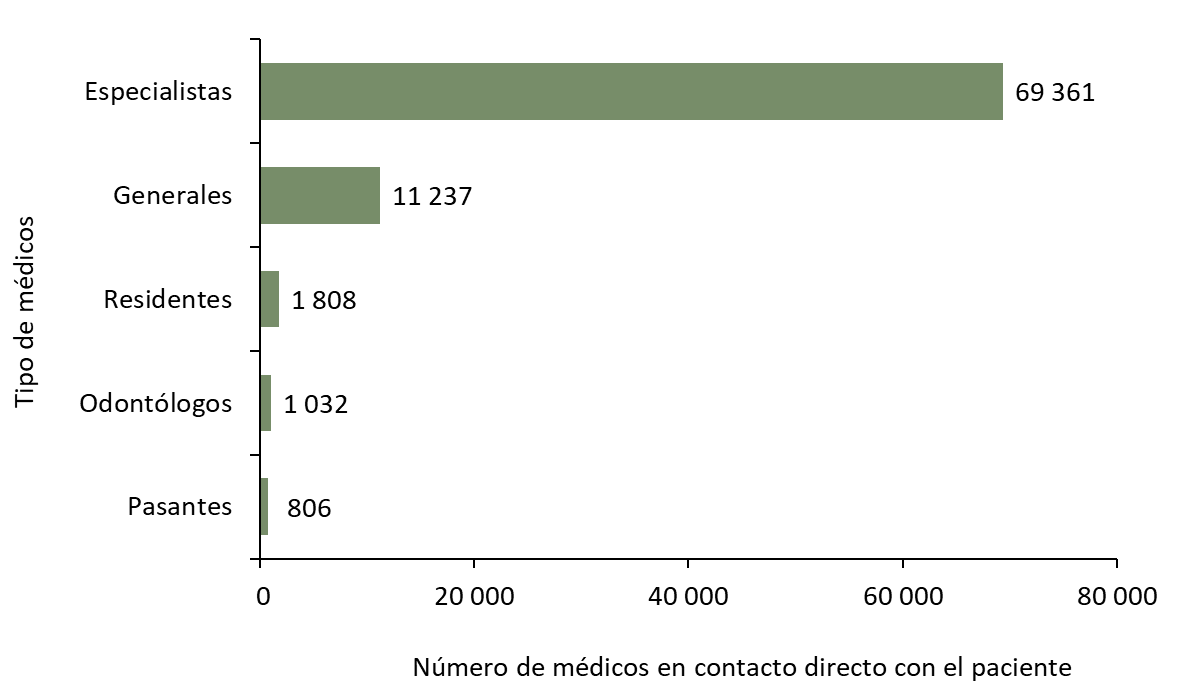 Especialistas
69 361
Generales
11 237
Tipo de médicos
Residentes
1 808
Odontólogos
1 032
Pasantes
806
0 20 000 40 000 60 000 80 000
Número de médicos en contacto directo con el paciente